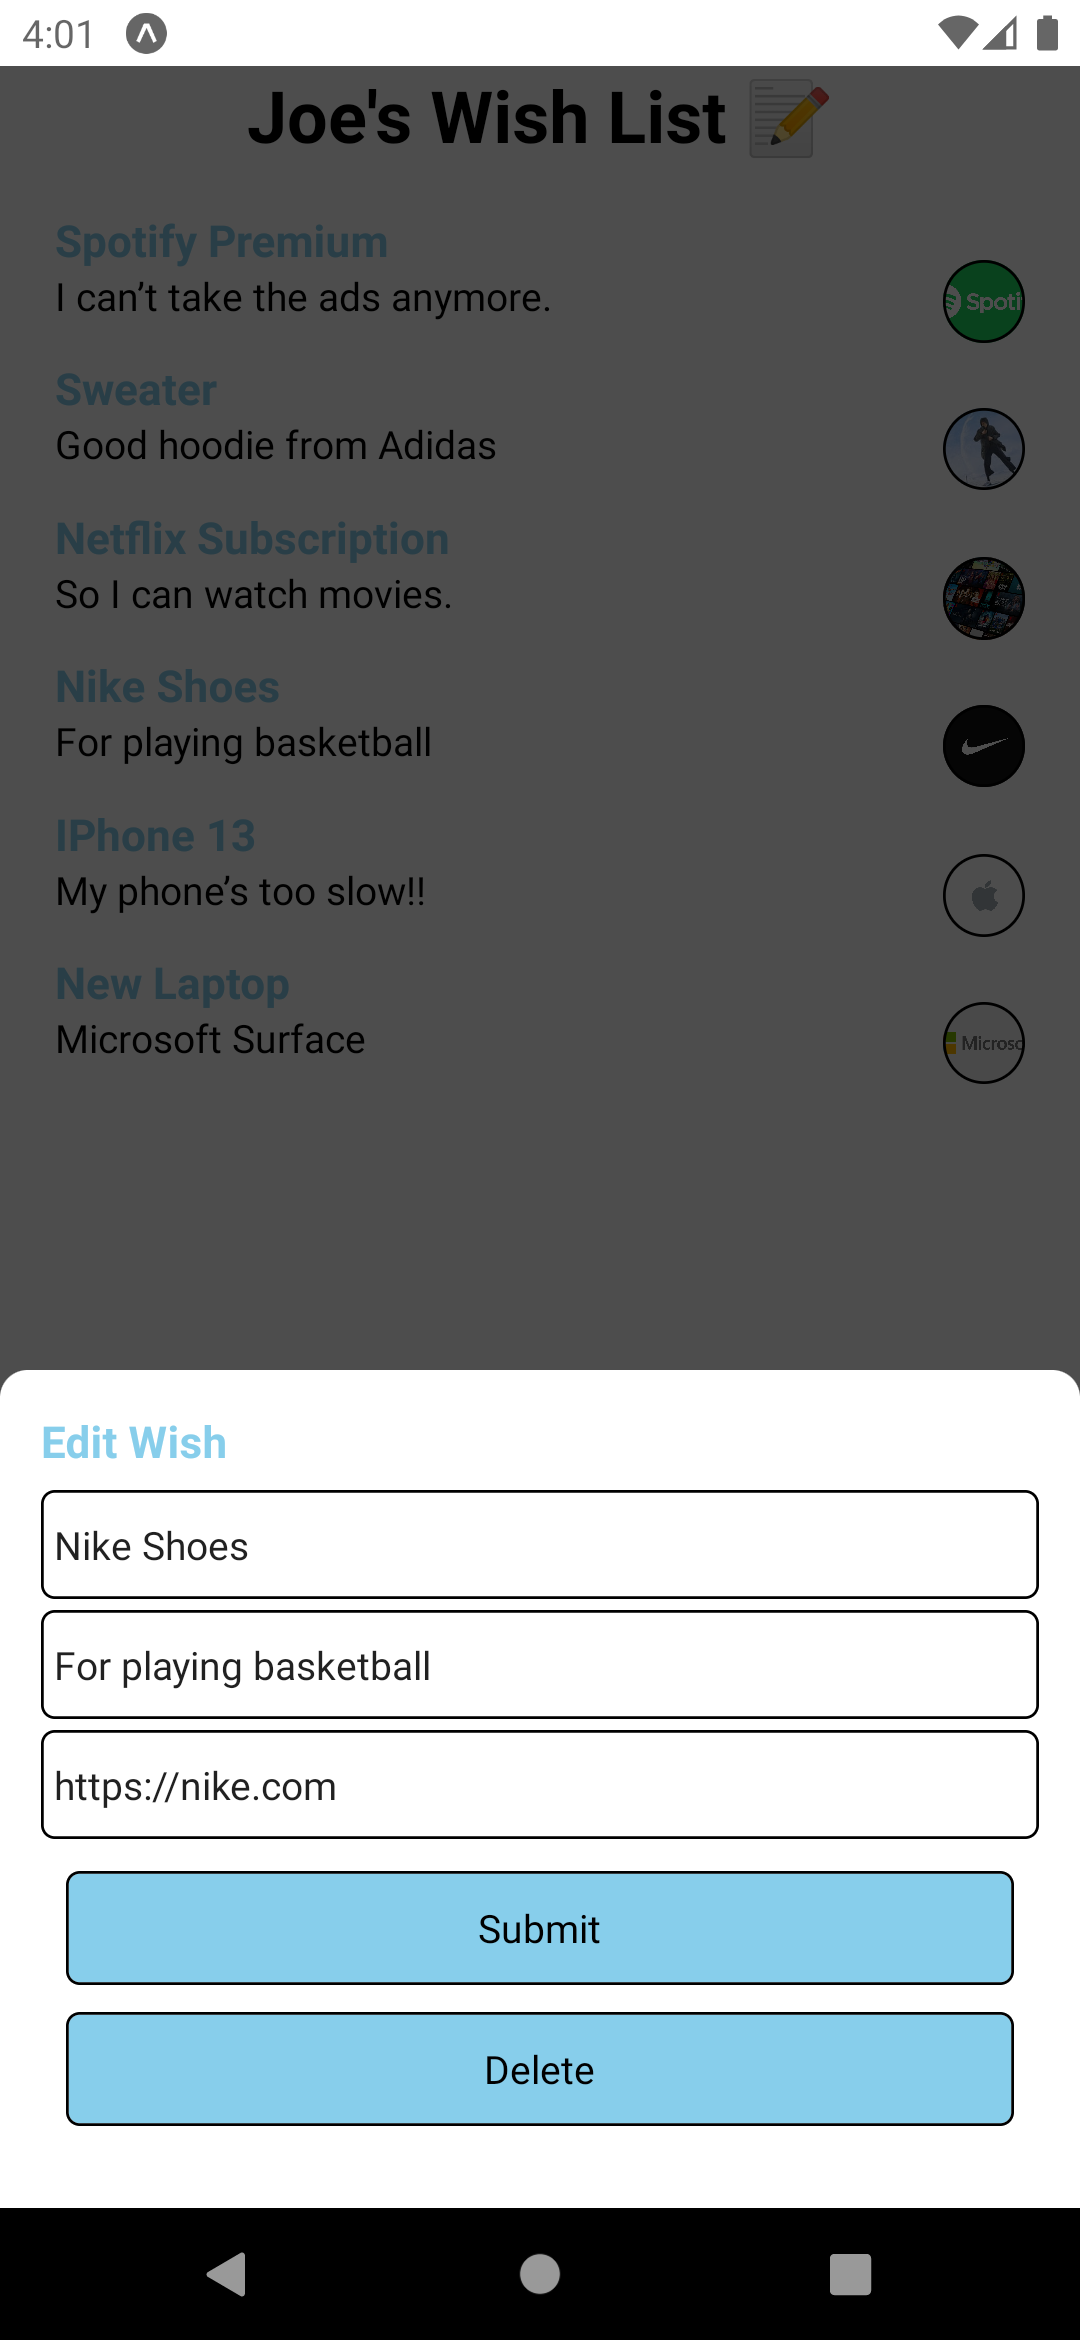 4:01
Joe's Wish List
Spotify Premium
I can’t take the ads anymore.
Spoti
Sweater
Good hoodie from Adidas
Netflix Subscription
So I can watch movies.
Nike Shoes
For playing basketball
IPhone 13
My phone’s too slow!!
New Laptop
Microsoft Surface
Microsc
Edit Wish
Nike Shoes
For playing basketball
https://nike.com
Submit
Delete